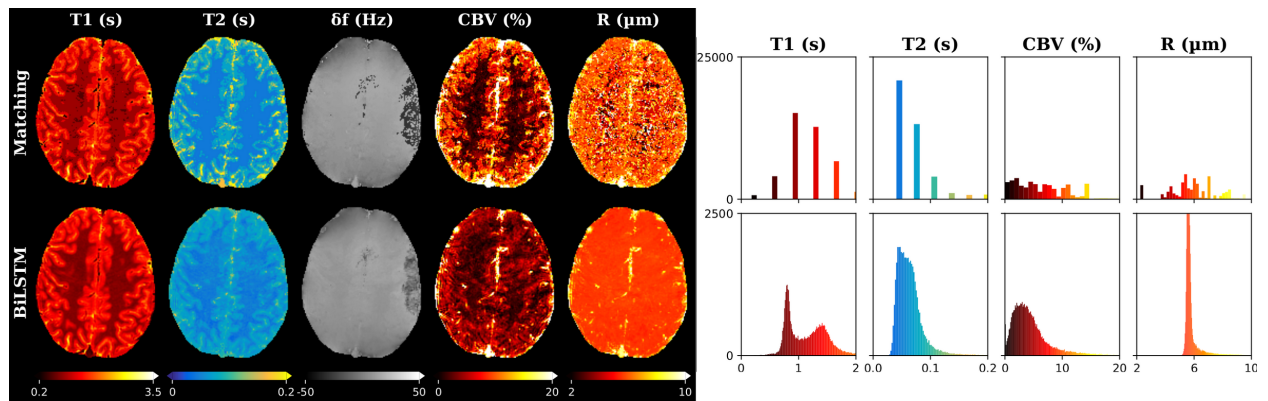 T1 (s) T2 (s) δf (Hz) CBV (%) R (μm)
Matching
BiLSTM
0.2 3.5 0 0.2 -50 50 0 20 2 10
T1 (s) T2 (s) CBV (%) R (μm)
25000
0
2500
0
0 1 2 0.0 0.1 0.2 0 10 20 2 6 10